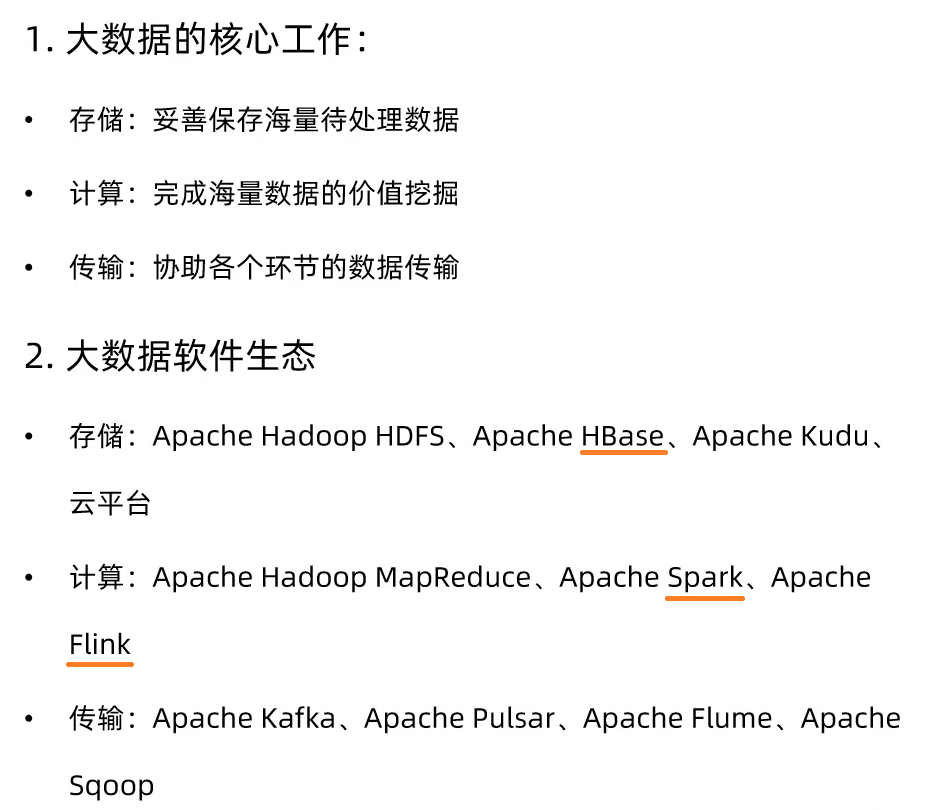 1. 大数据的核心工作：
• 存储：妥善保存海量待处理数据
• 计算：完成海量数据的价值挖掘
• 传输：协助各个环节的数据传输
2. 大数据软件生态
• 存储：Apache Hadoop HDFS、Apache HBase、Apache Kudu、
云平台
• 计算：Apache Hadoop MapReduce、Apache Spark、Apache
Flink
• 传输：Apache Kafka、Apache Pulsar、Apache Flume、Apache
Sqoop